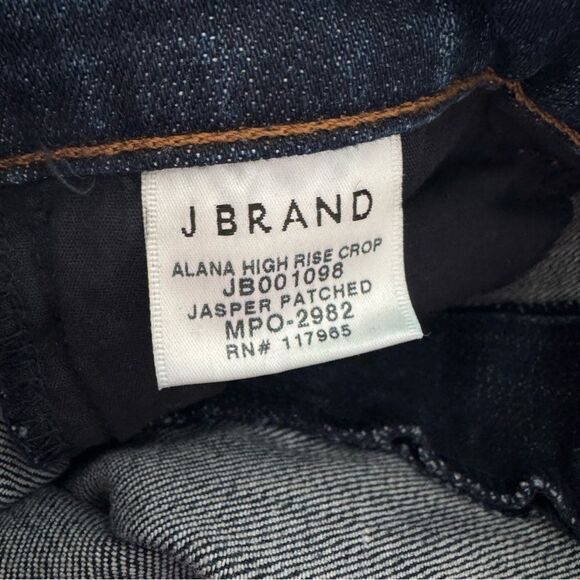 J BRAND
ALANA HIGH RISE CROP
JB001098
JASPER PATCHED
MPO-2982
RN# 117965